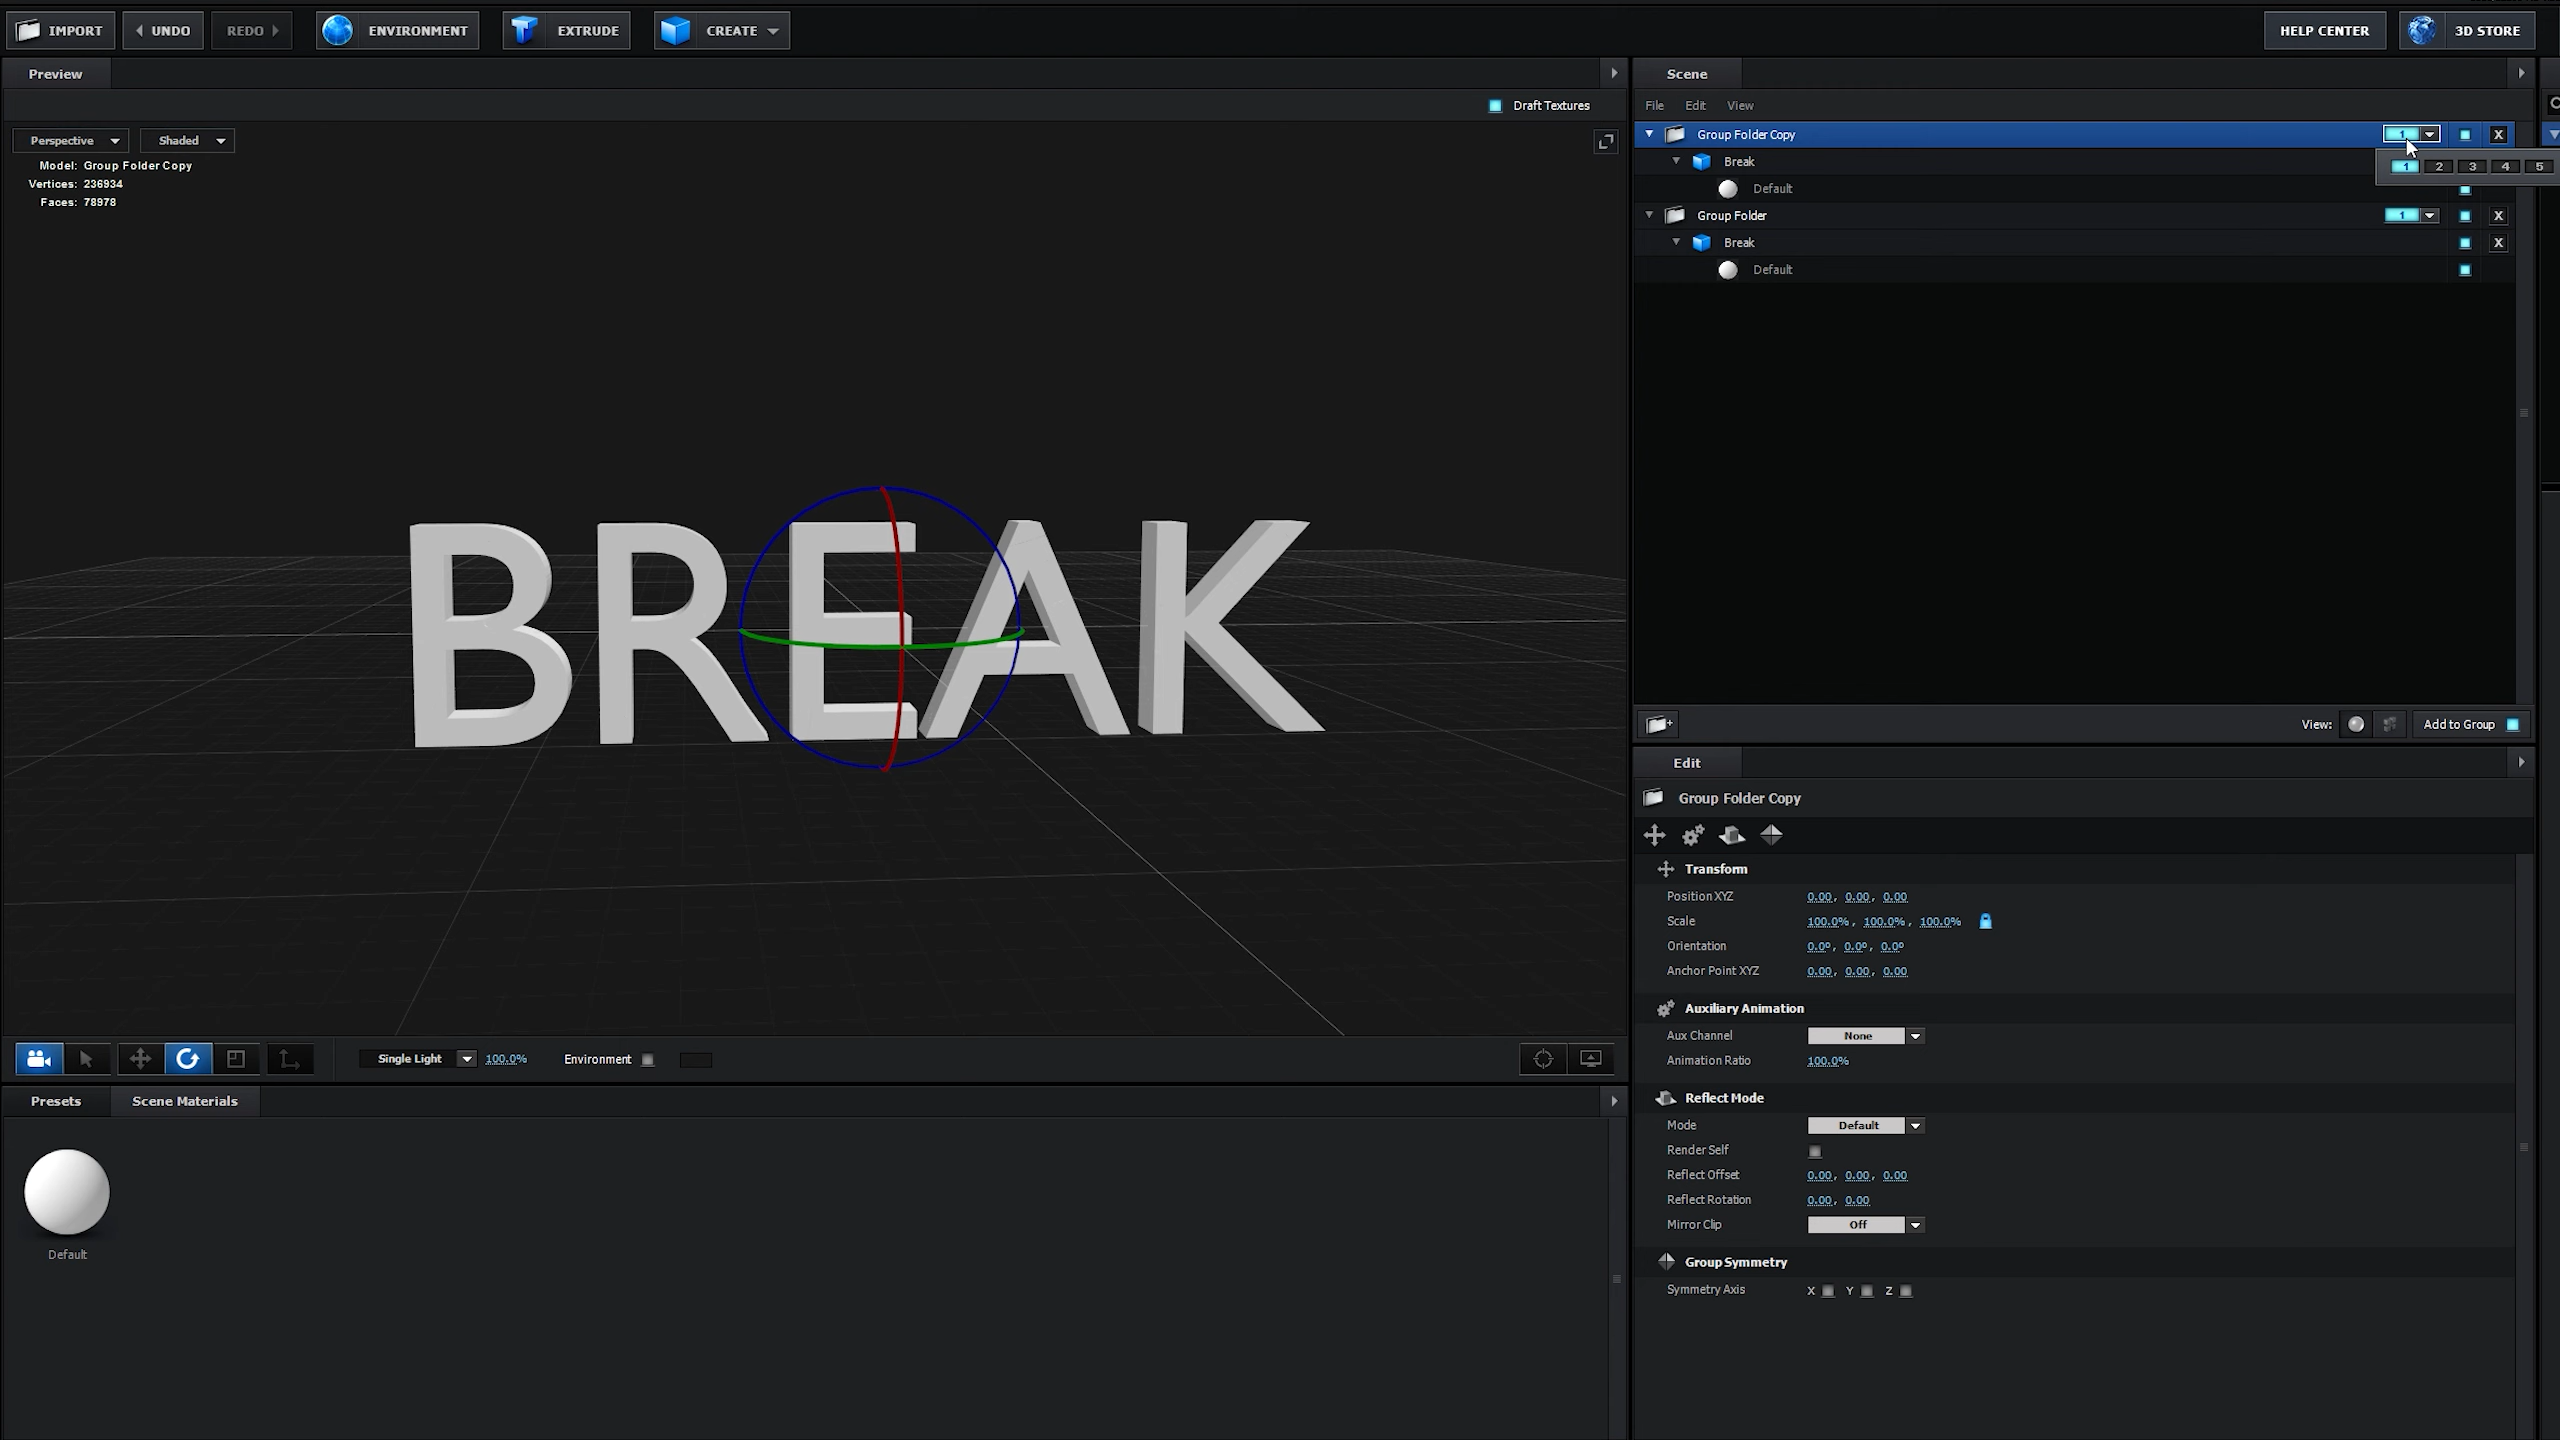 IMPORT UNDO REDO ENVIRONMENT EXTRUDE CREATE HELP CENTER 3D STORE
Preview
Draft Textures
Perspective Shaded
Model: Group Folder Copy
Vertices: 236934
Faces: 78978
BREAK
Single Light 100.0% Environment
Presets Scene Materials
Default
Scene
File Edit View
Group Folder Copy 1 X
1 2 3 4 5
Break
Default
Group Folder 1 X
Break X
Default
View: Add to Group
Edit
Group Folder Copy
Transform
Position XYZ 0.00, 0.00, 0.00
Scale 100.0%, 100.0%, 100.0%
Orientation 0.0º, 0.0º, 0.0º
Anchor Point XYZ 0.00, 0.00, 0.00
Auxiliary Animation
Aux Channel None
Animation Ratio 100.0%
Reflect Mode
Mode Default
Render Self
Reflect Offset 0.00, 0.00, 0.00
Reflect Rotation 0.00, 0.00
Mirror Clip Off
Group Symmetry
Symmetry Axis X Y Z